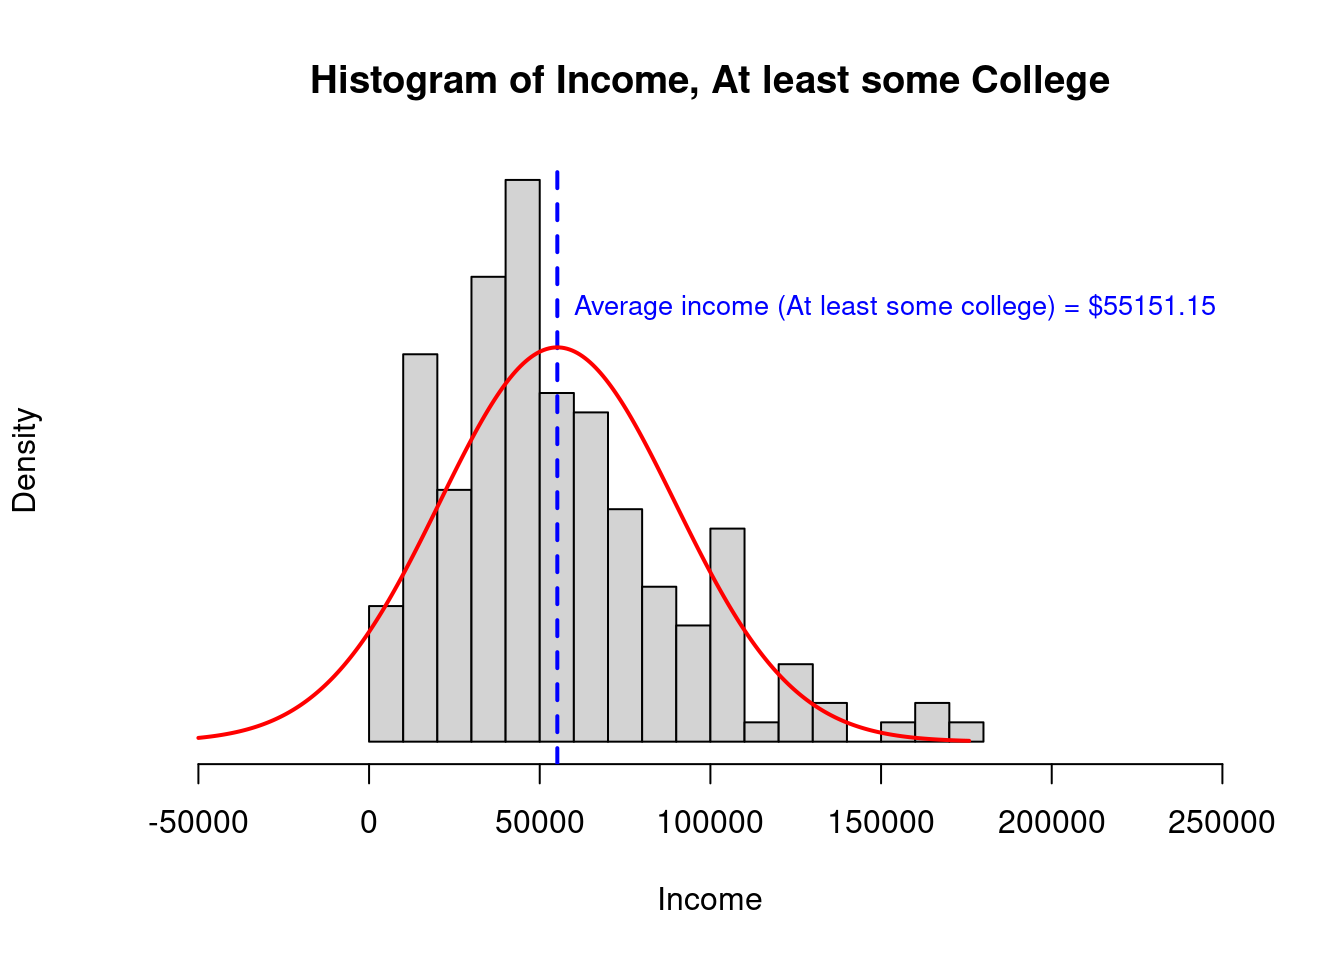 Histogram of Income, At least some College
Average income (At least some college) = $55151.15
Density
-50000 0 50000 100000 150000 200000 250000
Income